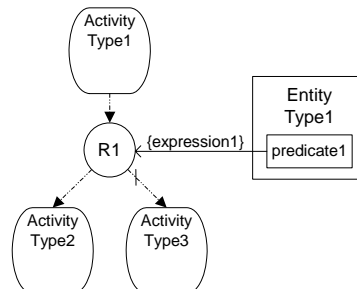 Activity
Type1
Entity
Type1
R1
{expression1}
predicate1
Activity
Type2
Activity
Type3